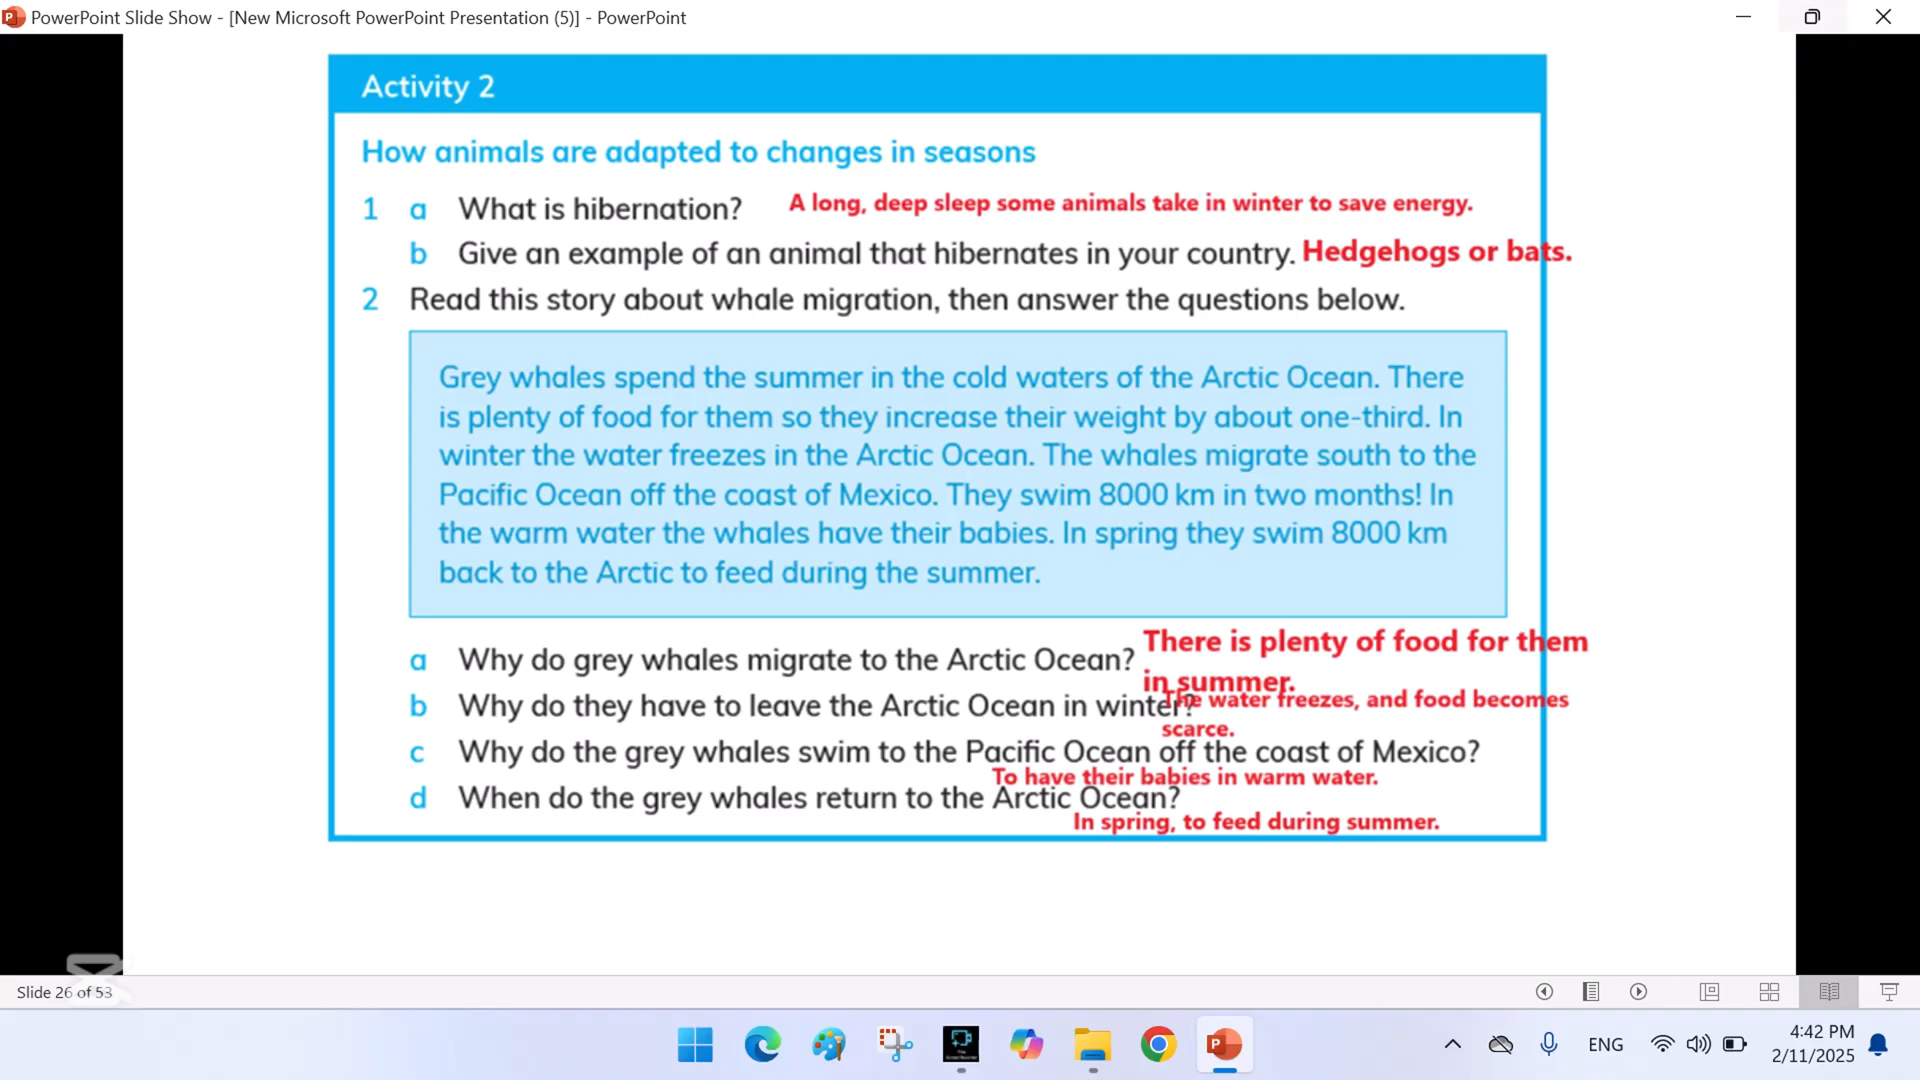 PowerPoint Slide Show - [New Microsoft PowerPoint Presentation (5)] - PowerPoint
Activity 2
How animals are adapted to changes in seasons
1 a What is hibernation? A long, deep sleep some animals take in winter to save energy.
b Give an example of an animal that hibernates in your country. Hedgehogs or bats.
2 Read this story about whale migration, then answer the questions below.
Grey whales spend the summer in the cold waters of the Arctic Ocean. There
is plenty of food for them so they increase their weight by about one-third. In
winter the water freezes in the Arctic Ocean. The whales migrate south to the
Pacific Ocean off the coast of Mexico. They swim 8000 km in two months! In
the warm water the whales have their babies. In spring they swim 8000 km
back to the Arctic to feed during the summer.
a Why do grey whales migrate to the Arctic Ocean?
There is plenty of food for them
in summer.
b Why do they have to leave the Arctic Ocean in winter?
The water freezes, and food becomes
scarce.
c Why do the grey whales swim to the Pacific Ocean off the coast of Mexico?
To have their babies in warm water.
d When do the grey whales return to the Arctic Ocean?
In spring, to feed during summer.
Slide 26 of 53
ENG
4:42 PM
2/11/2025